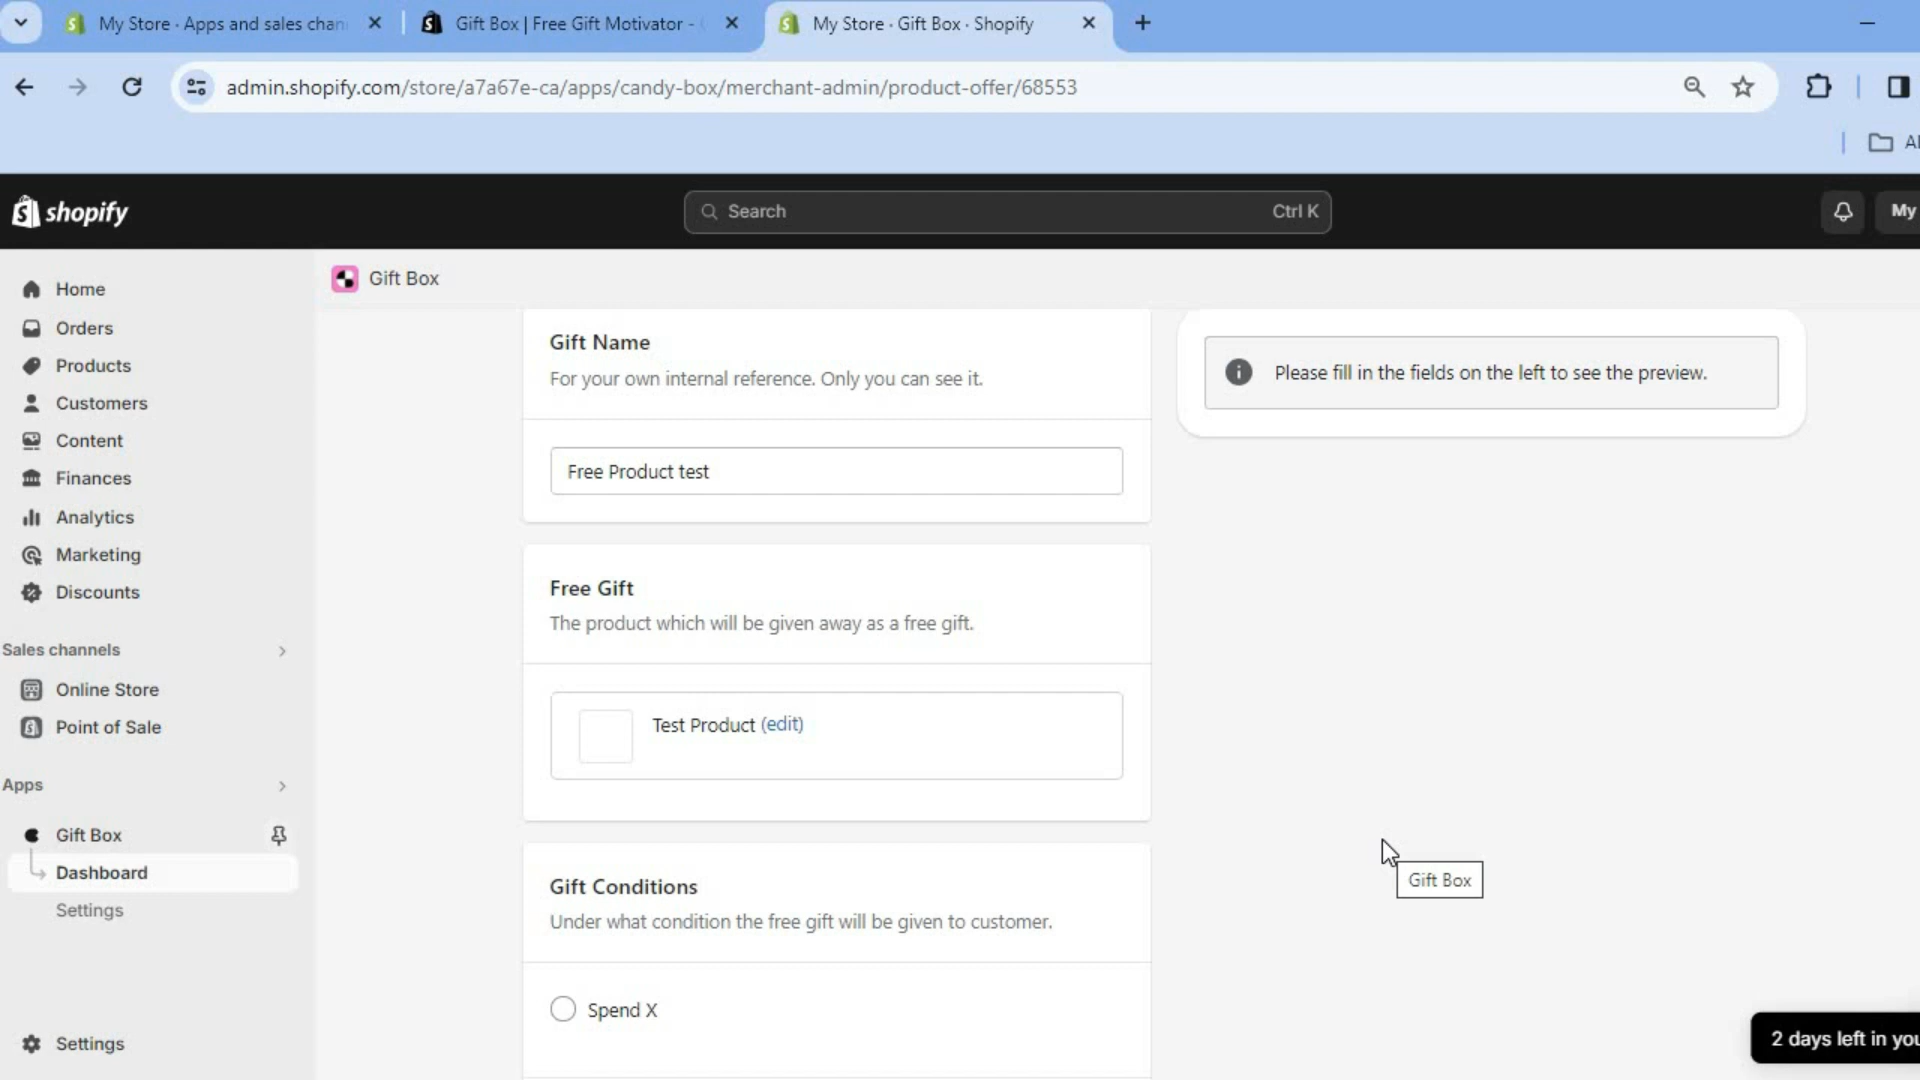 My Store · Apps and sales chan
Gift Box | Free Gift Motivator -
My Store · Gift Box · Shopify
admin.shopify.com/store/a7a67e-ca/apps/candy-box/merchant-admin/product-offer/68553
shopify
Search
Ctrl K
My
Home
Orders
Products
Customers
Content
Finances
Analytics
Marketing
Discounts
Sales channels
Online Store
Point of Sale
Apps
Gift Box
Dashboard
Settings
Settings
Gift Box
Gift Name
For your own internal reference. Only you can see it.
Free Product test
Free Gift
The product which will be given away as a free gift.
Test Product (edit)
Gift Conditions
Under what condition the free gift will be given to customer.
Spend X
Please fill in the fields on the left to see the preview.
Gift Box
2 days left in you